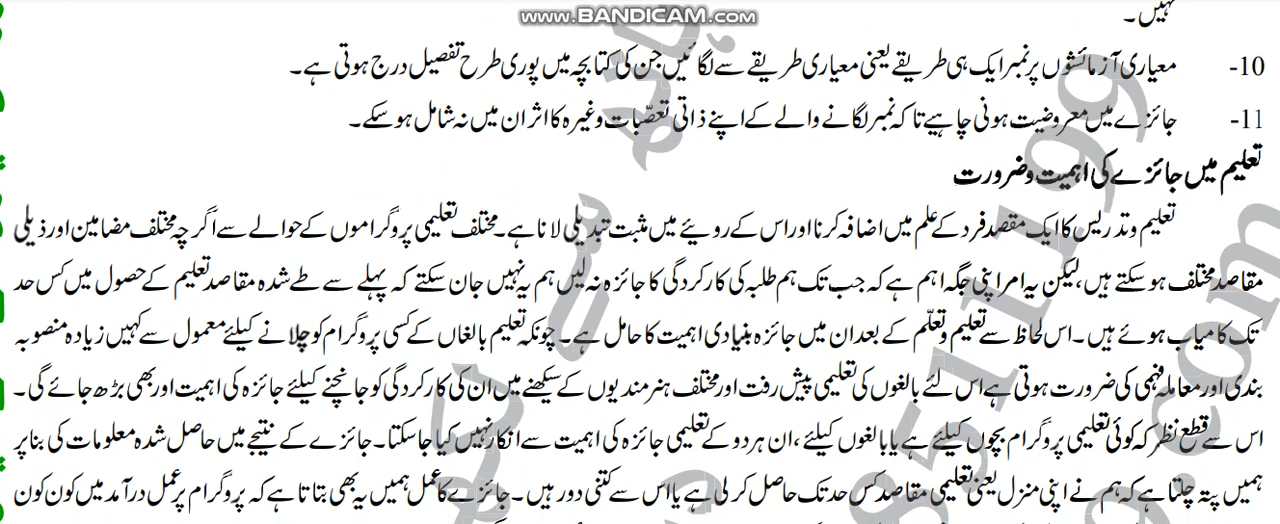 www.BANDICAM.com
نہیں۔
10- معیاری آزمائشوں پر نمبر ایک ہی طریقے یعنی معیاری طریقے سے لگائیں جن کی کتابچہ میں پوری طرح تفصیل درج ہوتی ہے۔
11- جائزے میں معروضیت ہونی چاہیے تاکہ نمبر لگانے والے کے اپنے ذاتی تعصّبات وغیرہ کا اثر ان میں نہ شامل ہو سکے۔
تعلیم میں جائزے کی اہمیت و ضرورت
تعلیم و تدریس کا ایک مقصد فرد کے علم میں اضافہ کرنا اور اس کے رویئے میں مثبت تبدیلی لانا ہے۔ مختلف تعلیمی پروگراموں کے حوالے سے اگرچہ مختلف مضامین اور ذیلی
مقاصد مختلف ہو سکتے ہیں، لیکن یہ امر اپنی جگہ اہم ہے کہ جب تک ہم طلبہ کی کارکردگی کا جائزہ نہ لیں ہم یہ نہیں جان سکتے کہ پہلے سے طے شدہ مقاصد تعلیم کے حصول میں کس حد
تک کامیاب ہوئے ہیں۔ اس لحاظ سے تعلیم و تعلّم کے بعد ان میں جائزہ بنیادی اہمیت کا حامل ہے۔ چونکہ تعلیم بالغاں کے کسی پروگرام کو چلانے کیلئے معمول سے کہیں زیادہ منصوبہ
بندی اور معاملہ فہمی کی ضرورت ہوتی ہے اس لئے بالغوں کی تعلیمی پیش رفت اور مختلف ہنرمندیوں کے سیکھنے میں ان کی کارکردگی کو جانچنے کیلئے جائزہ کی اہمیت اور بھی بڑھ جائے گی۔
اس سے قطع نظر کہ کوئی تعلیمی پروگرام بچوں کیلئے ہے یا بالغوں کیلئے، ان ہر دو کے تعلیمی جائزہ کی اہمیت سے انکار نہیں کیا جاسکتا۔ جائزے کے نتیجے میں حاصل شدہ معلومات کی بنا پر
ہمیں پتہ چلتا ہے کہ ہم نے اپنی منزل یعنی تعلیمی مقاصد کس حد تک حاصل کر لی ہے یا اس سے کتنی دور ہیں۔ جائزے کا عمل ہمیں یہ بھی بتاتا ہے کہ پروگرام پر عمل درآمد میں کون کون